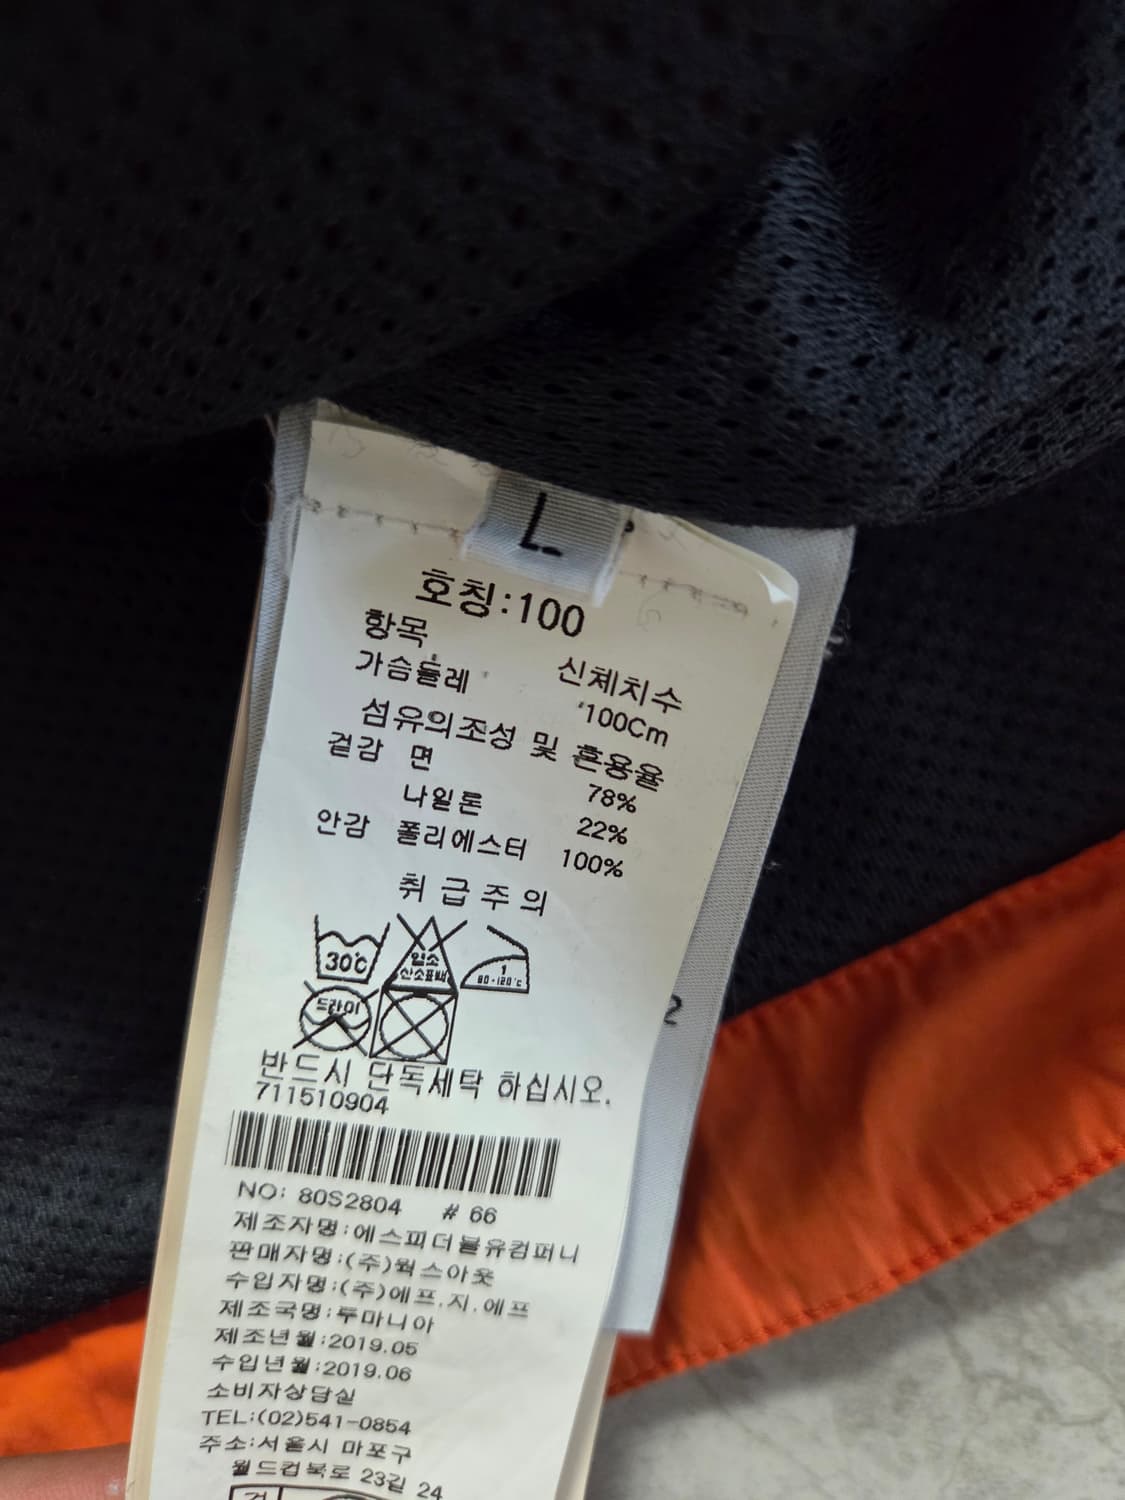 L
호칭:100
항목 신체치수
가슴둘레 100Cm
섬유의조성 및 혼용율
겉감 면 78%
나일론 22%
안감 폴리에스터 100%
취급주의
30℃
염소
산소표백
1
80-120℃
드라이
반드시 단독세탁 하십시오.
711510904
NO: 80S2804 # 66
제조자명:에스피더블유컴퍼니
판매자명:(주)웍스아웃
수입자명:(주)에프.지.에프
제조국명:루마니아
제조년월:2019.05
수입년월:2019.06
소비자상담실
TEL:(02)541-0854
주소:서울시 마포구
월드컵북로 23길 24
2